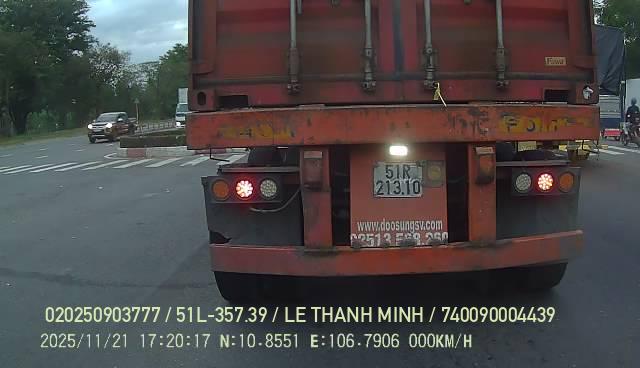 Fuwa
51R
213.10
www.doosungsv.com
020250903777 / 51L-357.39 / LE THANH MINH / 740090004439
2025/11/21 17:20:17 N:10.8551 E:106.7906 000KM/H